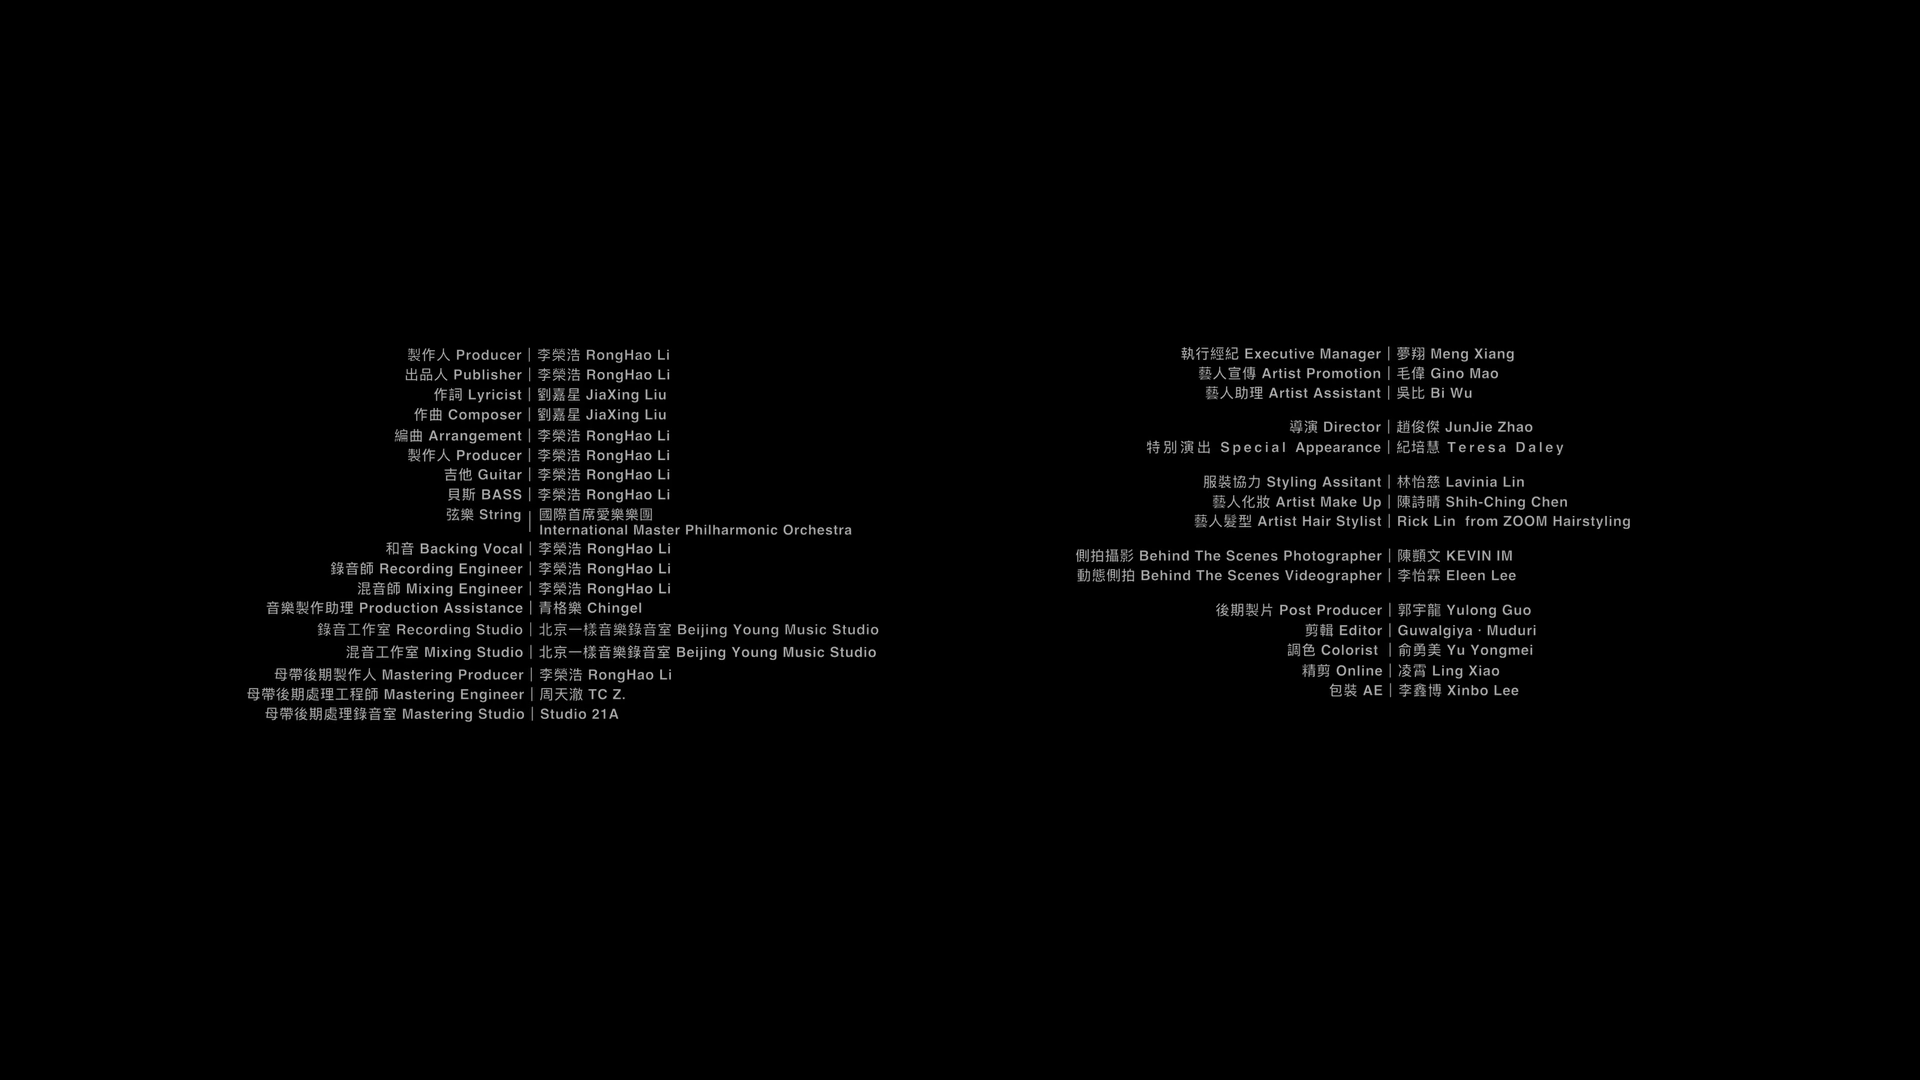 製作人 Producer | 李榮浩 RongHao Li
出品人 Publisher | 李榮浩 RongHao Li
作詞 Lyricist | 劉嘉星 JiaXing Liu
作曲 Composer | 劉嘉星 JiaXing Liu
編曲 Arrangement | 李榮浩 RongHao Li
製作人 Producer | 李榮浩 RongHao Li
吉他 Guitar | 李榮浩 RongHao Li
貝斯 BASS | 李榮浩 RongHao Li
弦樂 String | 國際首席愛樂樂團
International Master Philharmonic Orchestra
和音 Backing Vocal | 李榮浩 RongHao Li
錄音師 Recording Engineer | 李榮浩 RongHao Li
混音師 Mixing Engineer | 李榮浩 RongHao Li
音樂製作助理 Production Assistance | 青格樂 Chingel
錄音工作室 Recording Studio | 北京一樣音樂錄音室 Beijing Young Music Studio
混音工作室 Mixing Studio | 北京一樣音樂錄音室 Beijing Young Music Studio
母帶後期製作人 Mastering Producer | 李榮浩 RongHao Li
母帶後期處理工程師 Mastering Engineer | 周天澈 TC Z.
母帶後期處理錄音室 Mastering Studio | Studio 21A
執行經紀 Executive Manager | 夢翔 Meng Xiang
藝人宣傳 Artist Promotion | 毛偉 Gino Mao
藝人助理 Artist Assistant | 吳比 Bi Wu
導演 Director | 趙俊傑 JunJie Zhao
特別演出 Special Appearance | 紀培慧 Teresa Daley
服裝協力 Styling Assitant | 林怡慈 Lavinia Lin
藝人化妝 Artist Make Up | 陳詩晴 Shih-Ching Chen
藝人髮型 Artist Hair Stylist | Rick Lin from ZOOM Hairstyling
側拍攝影 Behind The Scenes Photographer | 陳顗文 KEVIN IM
動態側拍 Behind The Scenes Videographer | 李怡霖 Eleen Lee
後期製片 Post Producer | 郭宇龍 Yulong Guo
剪輯 Editor | Guwalgiya · Muduri
調色 Colorist | 俞勇美 Yu Yongmei
精剪 Online | 凌霄 Ling Xiao
包裝 AE | 李鑫博 Xinbo Lee